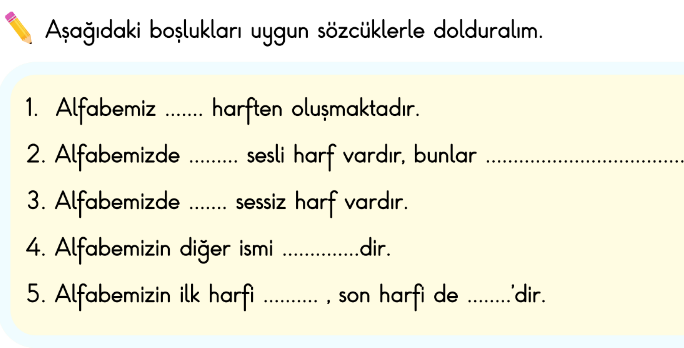 Aşağıdaki boşlukları uygun sözcüklerle dolduralım.
1. Alfabemiz ....... harften oluşmaktadır.
2. Alfabemizde ......... sesli harf vardır, bunlar ....................................
3. Alfabemizde ....... sessiz harf vardır.
4. Alfabemizin diğer ismi ..............dir.
5. Alfabemizin ilk harfi .......... , son harfi de ........'dir.